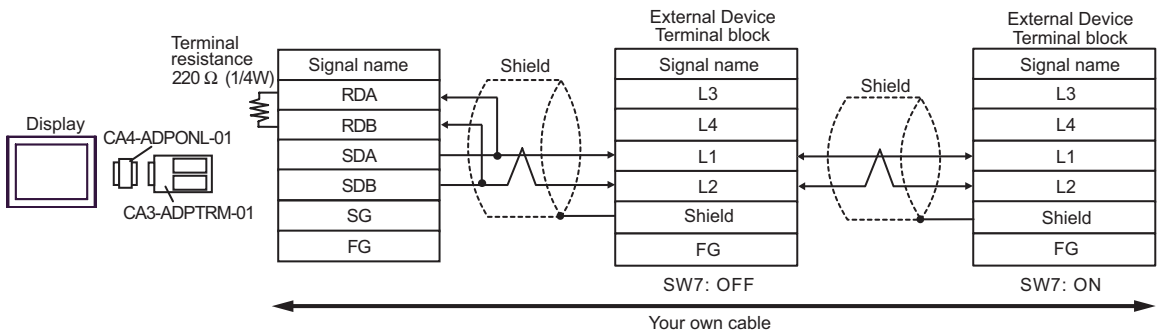 Display
CA4-ADPONL-01
CA3-ADPTRM-01
Terminal
resistance
220 Ω (1/4W)
Signal name
RDA
RDB
SDA
SDB
SG
FG
Shield
External Device
Terminal block
Signal name
L3
L4
L1
L2
Shield
FG
SW7: OFF
Shield
External Device
Terminal block
Signal name
L3
L4
L1
L2
Shield
FG
SW7: ON
Your own cable